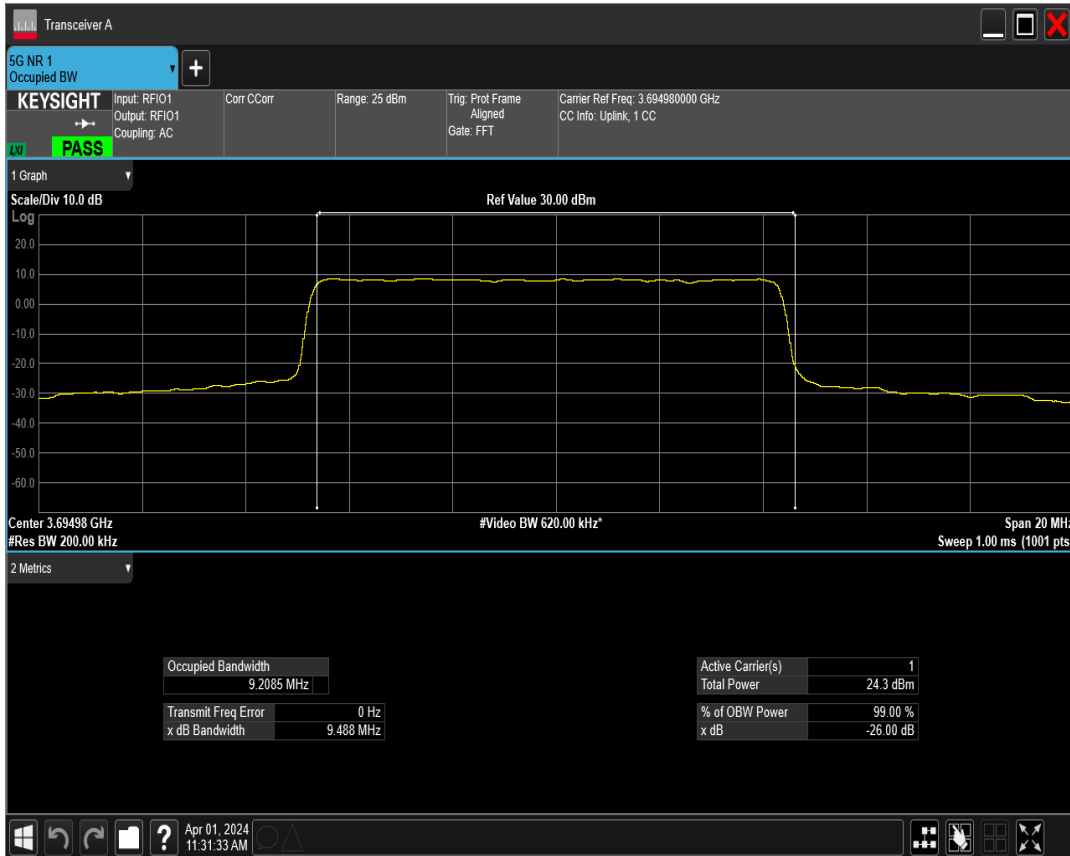 Transceiver A
5G NR 1
Occupied BW
KEYSIGHT
LXI
PASS
Input: RFIO1
Output: RFIO1
Coupling: AC
Corr CCorr
Range: 25 dBm
Trig: Prot Frame
Aligned
Gate: FFT
Carrier Ref Freq: 3.694980000 GHz
CC Info: Uplink, 1 CC
1 Graph
Scale/Div 10.0 dB
Ref Value 30.00 dBm
Log
20.0
10.0
0.00
-10.0
-20.0
-30.0
-40.0
-50.0
-60.0
Center 3.69498 GHz
#Video BW 620.00 kHz*
Span 20 MHz
#Res BW 200.00 kHz
Sweep 1.00 ms (1001 pts
2 Metrics
Occupied Bandwidth
9.2085 MHz
Transmit Freq Error 0 Hz
x dB Bandwidth 9.488 MHz
Active Carrier(s) 1
Total Power 24.3 dBm
% of OBW Power 99.00 %
x dB -26.00 dB
?
Apr 01, 2024
11:31:33 AM